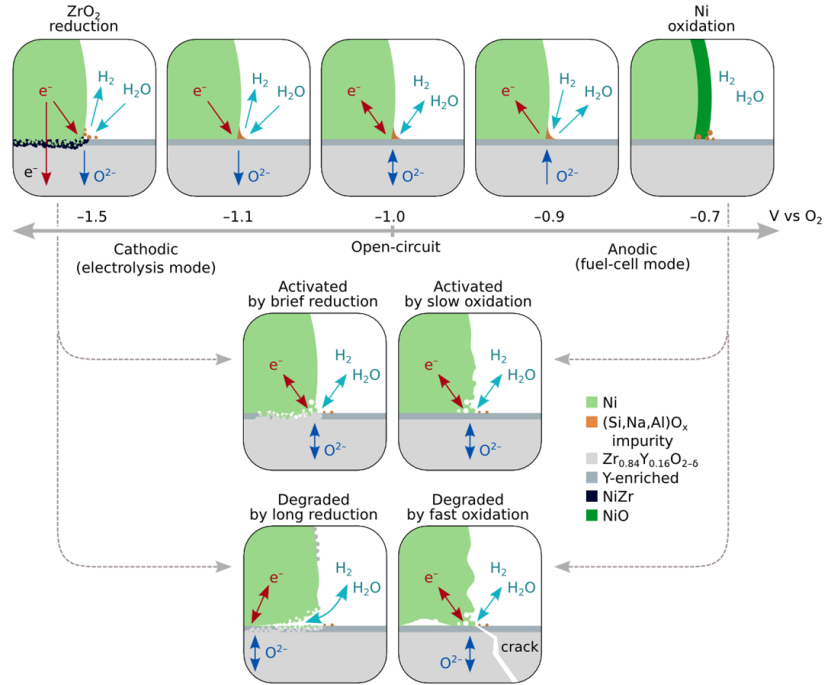 ZrO₂
reduction
Ni
oxidation
e⁻
H₂
H₂O
e⁻
O²⁻
e⁻
H₂
H₂O
O²⁻
e⁻
H₂
H₂O
O²⁻
e⁻
H₂
H₂O
O²⁻
H₂
H₂O
–1.5
–1.1
–1.0
–0.9
–0.7
V vs O₂
Cathodic
(electrolysis mode)
Open-circuit
Anodic
(fuel-cell mode)
Activated
by brief reduction
Activated
by slow oxidation
e⁻
H₂
H₂O
O²⁻
e⁻
H₂
H₂O
O²⁻
Ni
(Si,Na,Al)Oₓ
impurity
Zr₀.₈₄Y₀.₁₆O₂₋δ
Y-enriched
NiZr
NiO
Degraded
by long reduction
Degraded
by fast oxidation
e⁻
H₂
H₂O
O²⁻
e⁻
H₂
H₂O
O²⁻
crack